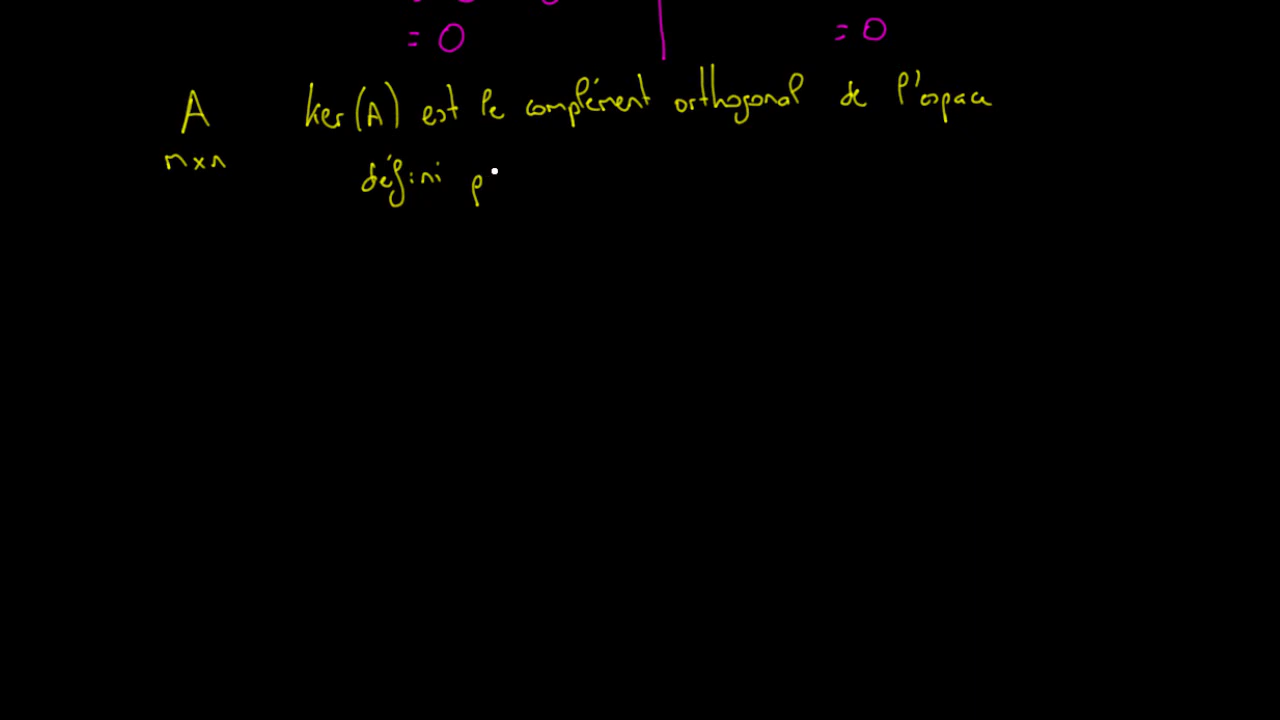 = 0 = 0
A ker(A) est le complément orthogonal de l'espace
n x n défini p